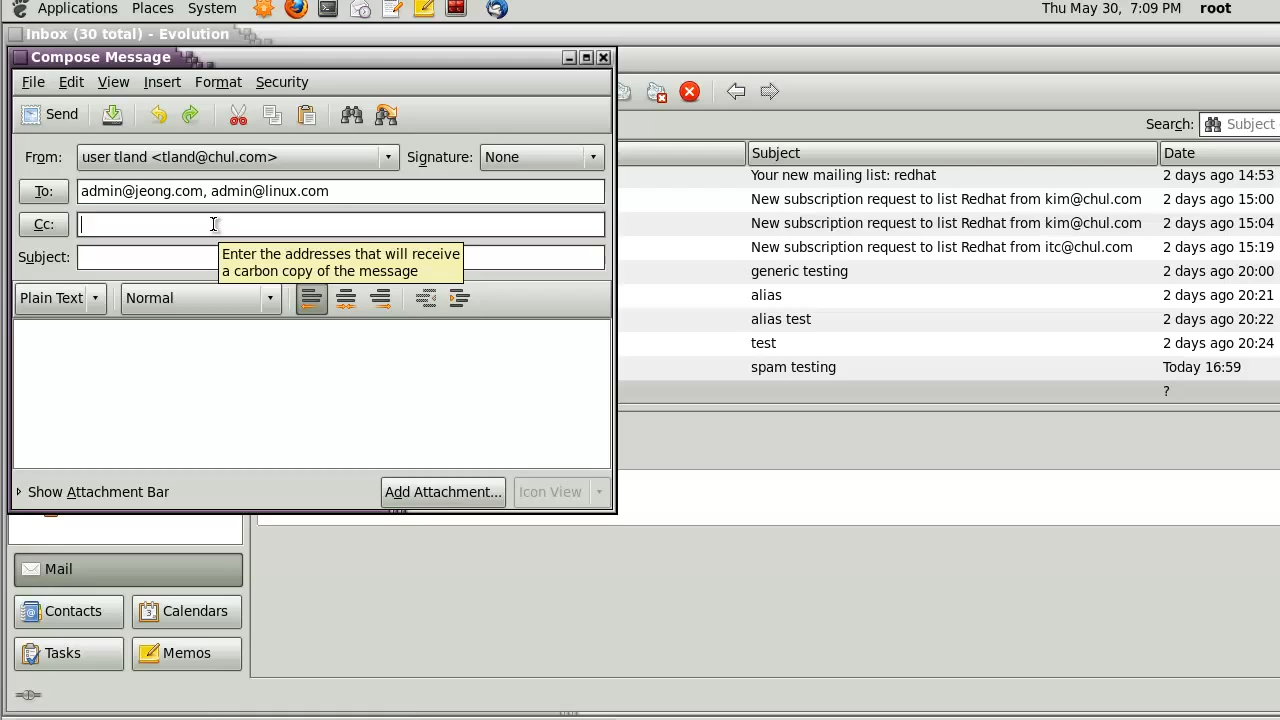 Applications Places System Thu May 30, 7:09 PM root
Inbox (30 total) - Evolution
Compose Message
File Edit View Insert Format Security
Send
Search: Subject
From: user tland <tland@chul.com> Signature: None
Subject Date
To: admin@jeong.com, admin@linux.com
Cc:
Subject:
Enter the addresses that will receive
a carbon copy of the message
Plain Text Normal
Your new mailing list: redhat 2 days ago 14:53
New subscription request to list Redhat from kim@chul.com 2 days ago 15:00
New subscription request to list Redhat from kim@chul.com 2 days ago 15:04
New subscription request to list Redhat from itc@chul.com 2 days ago 15:19
generic testing 2 days ago 20:00
alias 2 days ago 20:21
alias test 2 days ago 20:22
test 2 days ago 20:24
spam testing Today 16:59
?
Show Attachment Bar Add Attachment... Icon View
Mail
Contacts Calendars
Tasks Memos